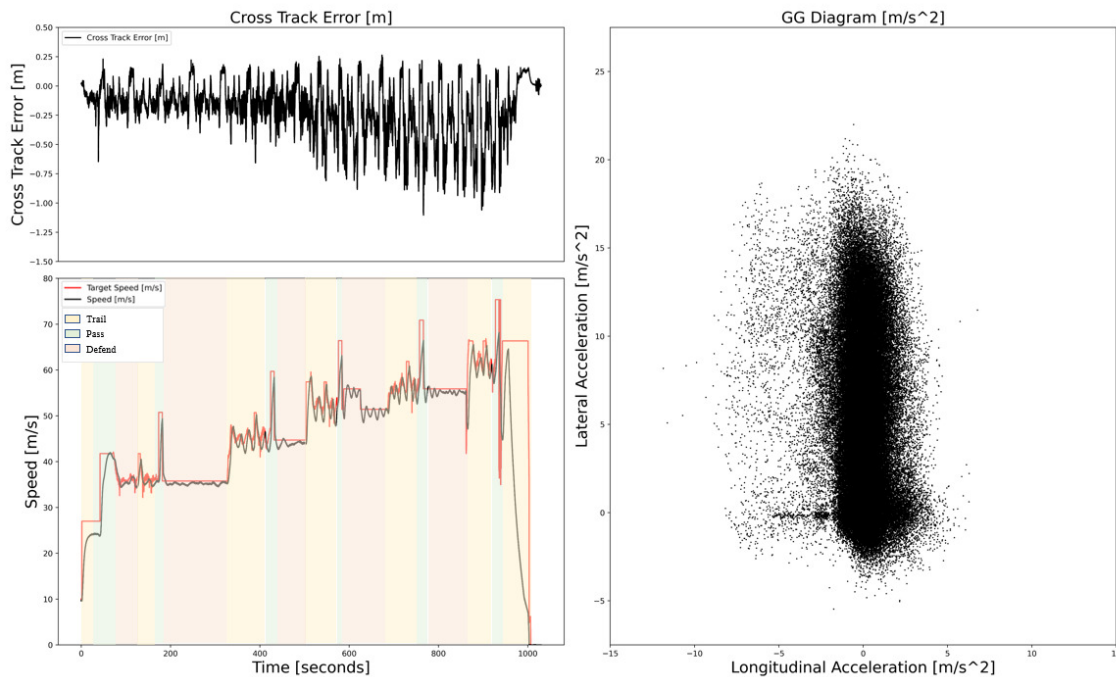 Cross Track Error [m]
Cross Track Error [m]
0.50
0.25
0.00
−0.25
−0.50
−0.75
−1.00
−1.25
−1.50
Cross Track Error [m]
Target Speed [m/s]
Speed [m/s]
Trail
Pass
Defend
80
70
60
50
40
30
20
10
0
Speed [m/s]
0
200
400
600
800
1000
Time [seconds]
GG Diagram [m/s^2]
25
20
15
10
5
0
−5
Lateral Acceleration [m/s^2]
−15
−10
−5
0
5
10
15
Longitudinal Acceleration [m/s^2]